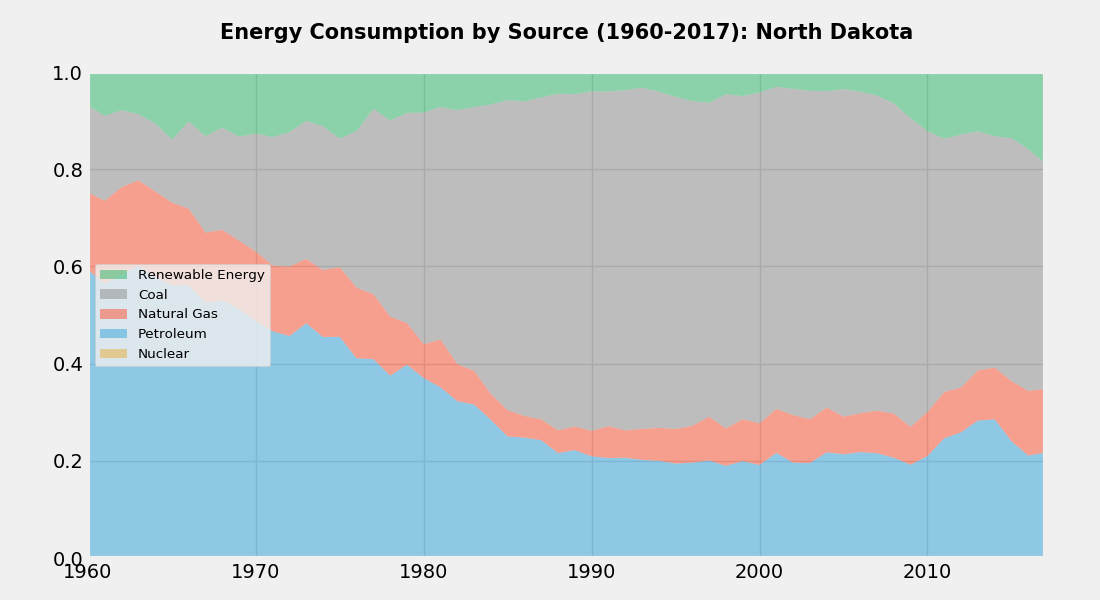 Energy Consumption by Source (1960-2017): North Dakota
1.0
0.8
0.6
0.4
0.2
0.0
Renewable Energy
Coal
Natural Gas
Petroleum
Nuclear
1960 1970 1980 1990 2000 2010